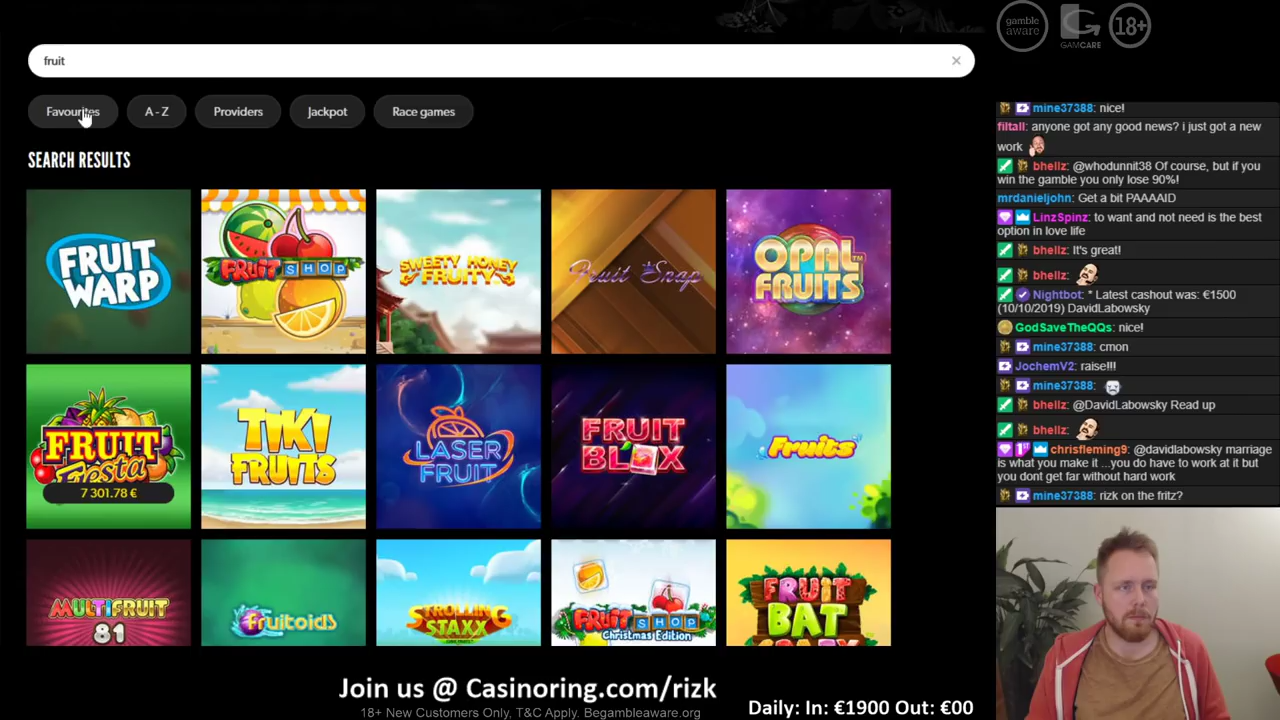 fruit
Favourites
A - Z
Providers
Jackpot
Race games
SEARCH RESULTS
FRUIT
WARP
FRUIT SHOP
SWEETY HONEY
FRUITY
Fruit Snap
OPAL
FRUITS™
FRUIT
Fiesta
7 301.78 €
TIKI
FRUITS
LASER
FRUIT
FRUIT
BLOX
Fruits
MULTIFRUIT
81
fruitoids
STROLLING
STAXX
FRUIT SHOP
Christmas Edition
FRUIT
BAT
CRAZY
Join us @ Casinoring.com/rizk
18+ New Customers Only, T&C Apply. Begambleaware.org
Daily: In: €1900 Out: €00
gamble
aware
GAMCARE
18+
mine37388: nice!
filtall: anyone got any good news? i just got a new
work
bhellz: @whodunnit38 Of course, but if you
win the gamble you only lose 90%!
mrdanieljohn: Get a bit PAAAAID
LinzSpinz: to want and not need is the best
option in love life
bhellz: It's great!
bhellz:
Nightbot: * Latest cashout was: €1500
(10/10/2019) DavidLabowsky
GodSaveTheQQs: nice!
mine37388: cmon
JochemV2: raise!!!
mine37388:
bhellz: @DavidLabowsky Read up
bhellz:
chrisfleming9: @davidlabowsky marriage
is what you make it ...you do have to work at it but
you dont get far without hard work
mine37388: rizk on the fritz?